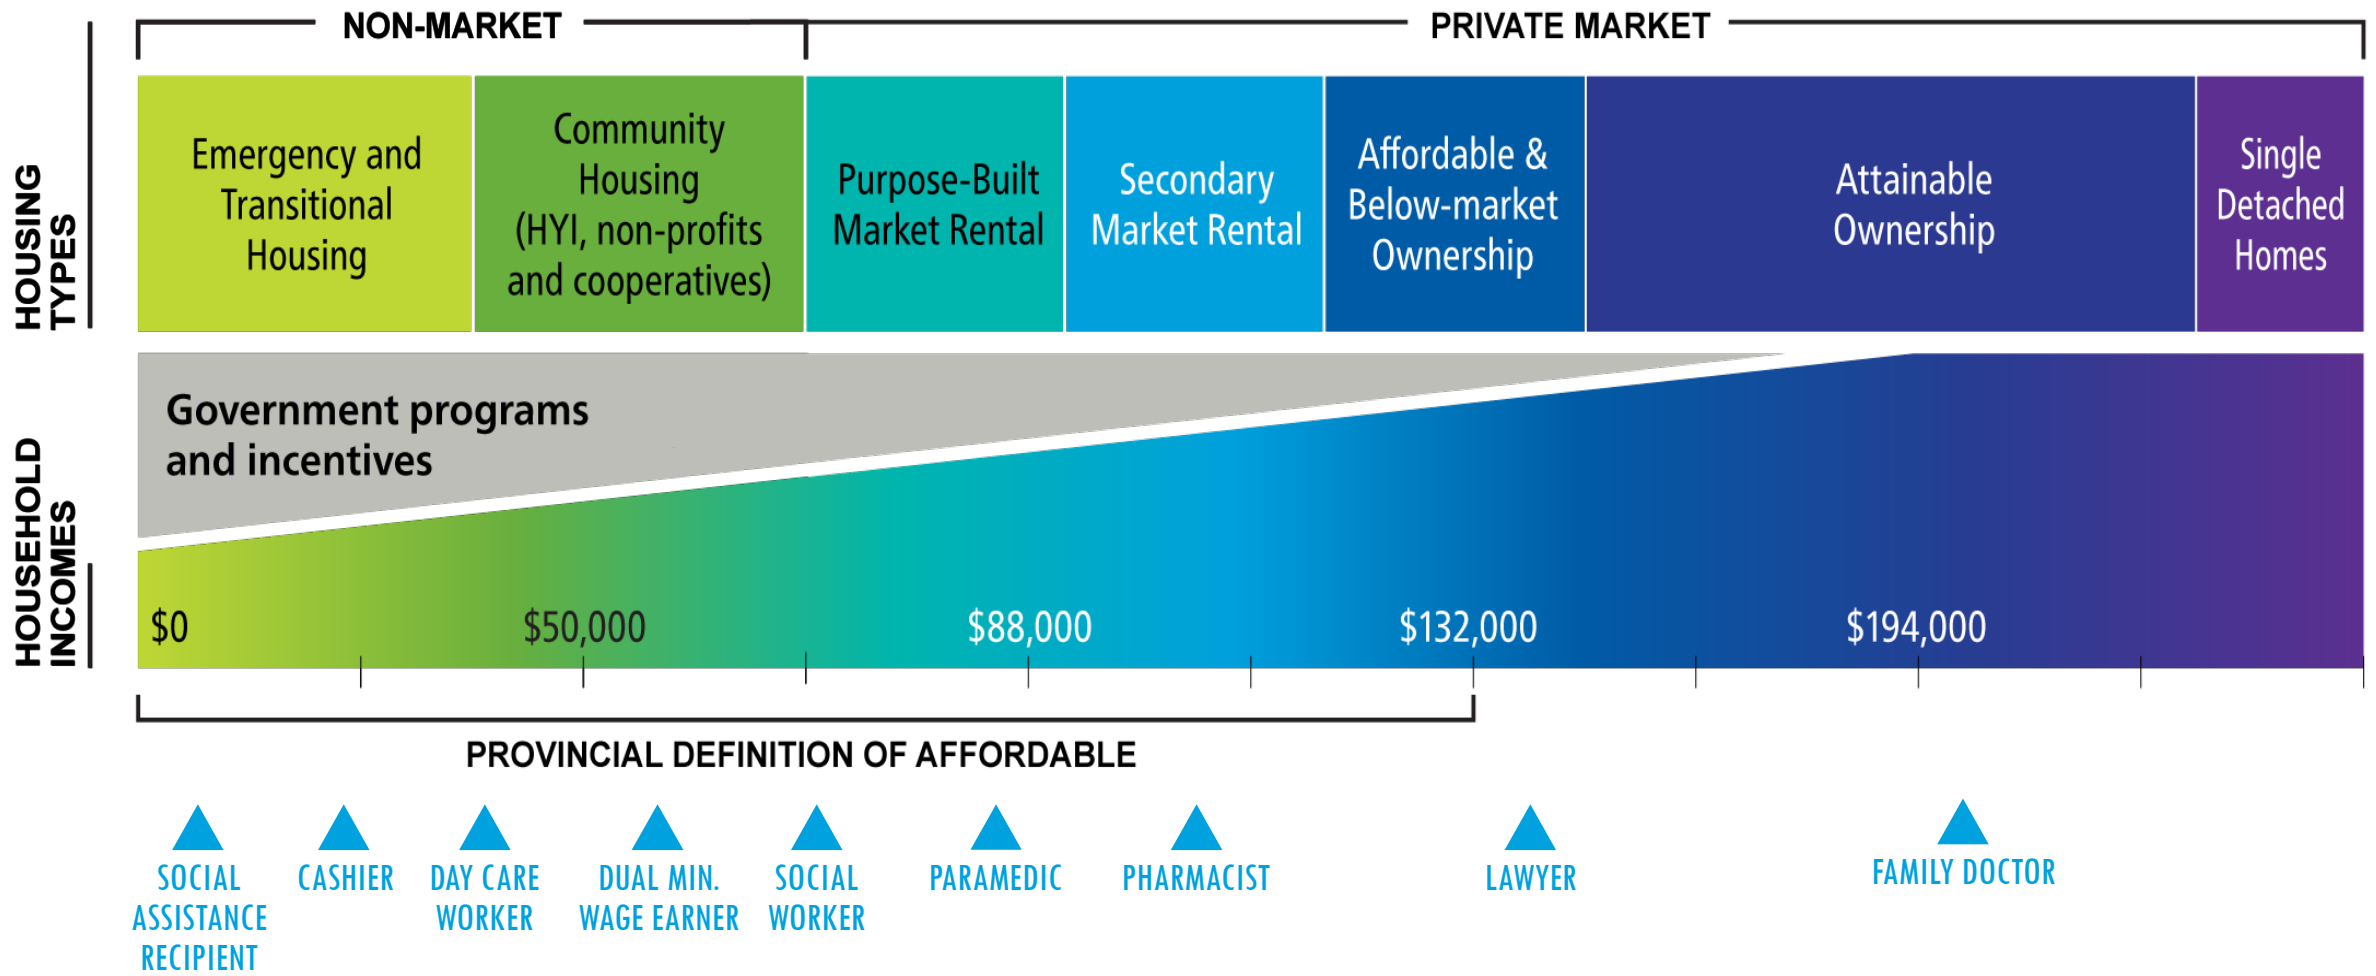 NON-MARKET
PRIVATE MARKET
HOUSING
TYPES
Emergency and
Transitional
Housing
Community
Housing
(HYI, non-profits
and cooperatives)
Purpose-Built
Market Rental
Secondary
Market Rental
Affordable &
Below-market
Ownership
Attainable
Ownership
Single
Detached
Homes
HOUSEHOLD
INCOMES
Government programs
and incentives
$0
$50,000
$88,000
$132,000
$194,000
PROVINCIAL DEFINITION OF AFFORDABLE
SOCIAL
ASSISTANCE
RECIPIENT
CASHIER
DAY CARE
WORKER
DUAL MIN.
WAGE EARNER
SOCIAL
WORKER
PARAMEDIC
PHARMACIST
LAWYER
FAMILY DOCTOR